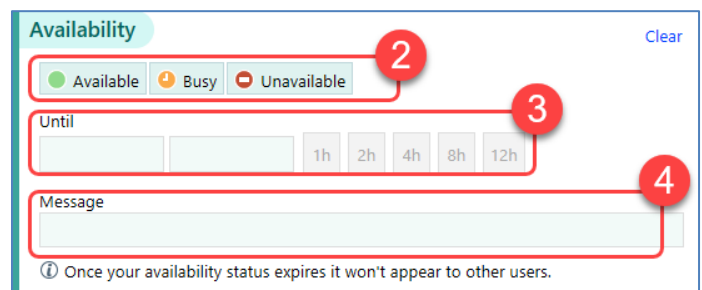 Availability
Clear
2
Available Busy Unavailable
3
Until
1h 2h 4h 8h 12h
4
Message
Once your availability status expires it won't appear to other users.